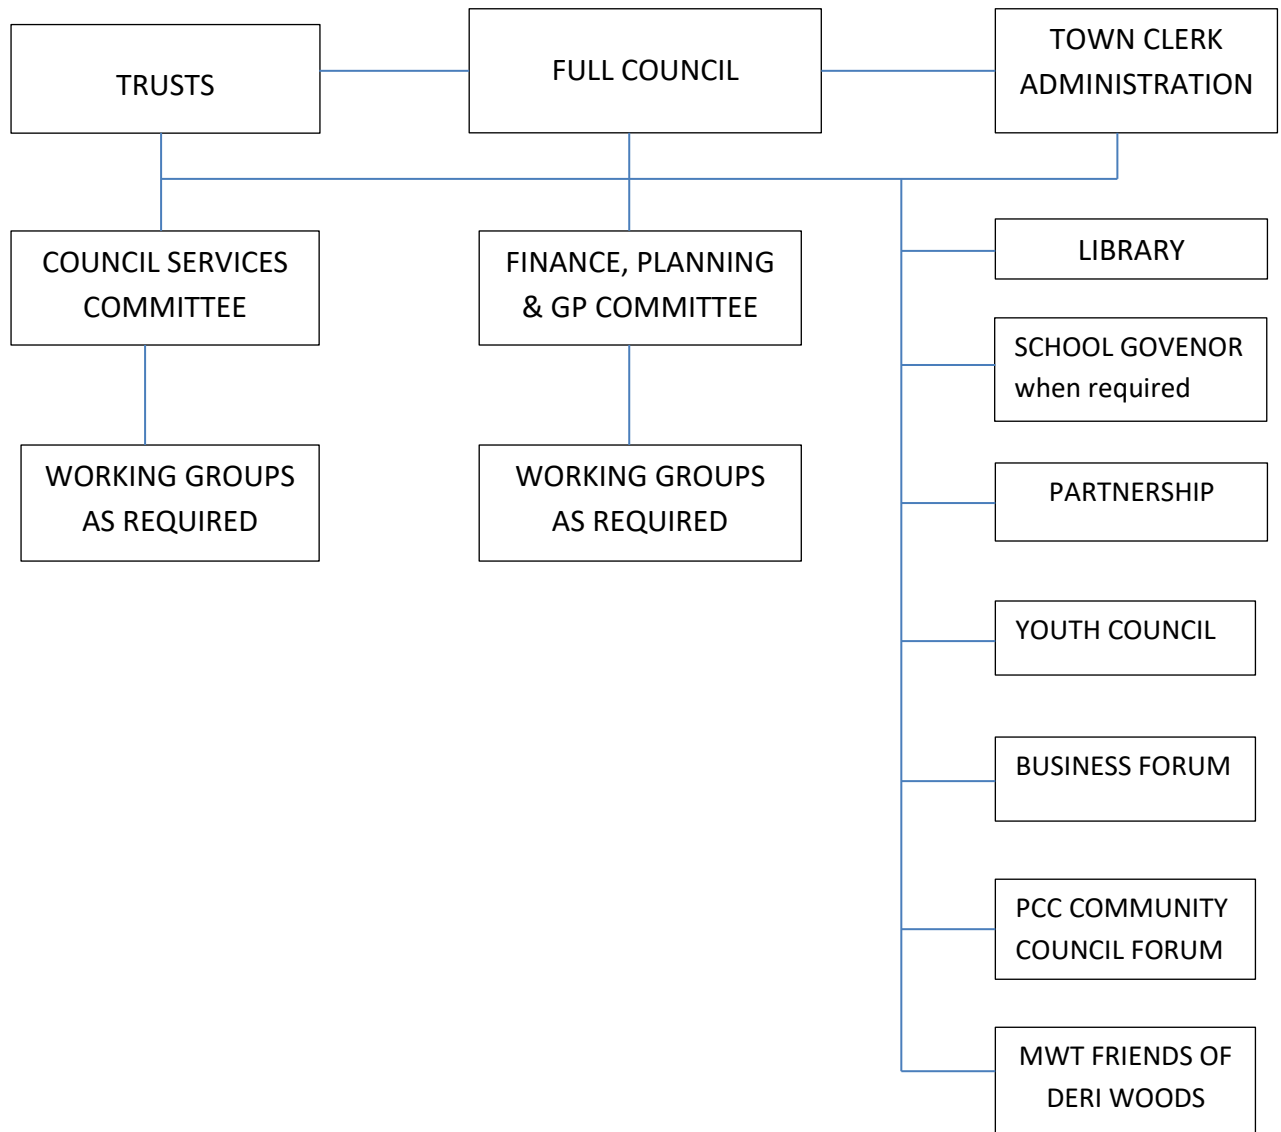 TRUSTS
FULL COUNCIL
TOWN CLERK
ADMINISTRATION
COUNCIL SERVICES
COMMITTEE
FINANCE, PLANNING
& GP COMMITTEE
WORKING GROUPS
AS REQUIRED
WORKING GROUPS
AS REQUIRED
LIBRARY
SCHOOL GOVENOR
when required
PARTNERSHIP
YOUTH COUNCIL
BUSINESS FORUM
PCC COMMUNITY
COUNCIL FORUM
MWT FRIENDS OF
DERI WOODS